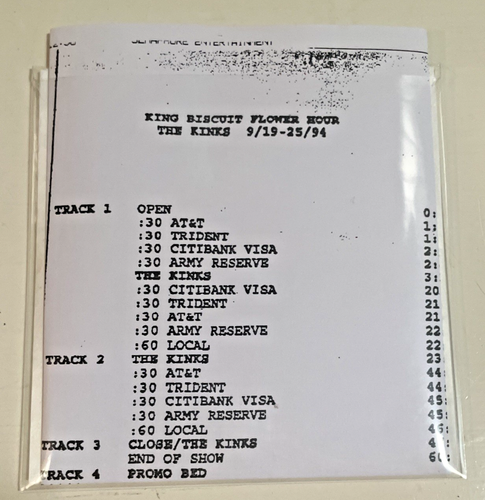 SEMAPHORE ENTERTAINMENT
KING BISCUIT FLOWER HOUR
THE KINKS 9/19-25/94
TRACK 1 OPEN 0:
:30 AT&T 1:
:30 TRIDENT 1:
:30 CITIBANK VISA 2:
:30 ARMY RESERVE 2:
THE KINKS 3:
:30 CITIBANK VISA 20
:30 TRIDENT 21
:30 AT&T 21
:30 ARMY RESERVE 22
:60 LOCAL 22
TRACK 2 THE KINKS 23:
:30 AT&T 44:
:30 TRIDENT 44:
:30 CITIBANK VISA 45:
:30 ARMY RESERVE 45:
:60 LOCAL 46:
TRACK 3 CLOSE/THE KINKS
END OF SHOW 60:
TRACK 4 PROMO BED